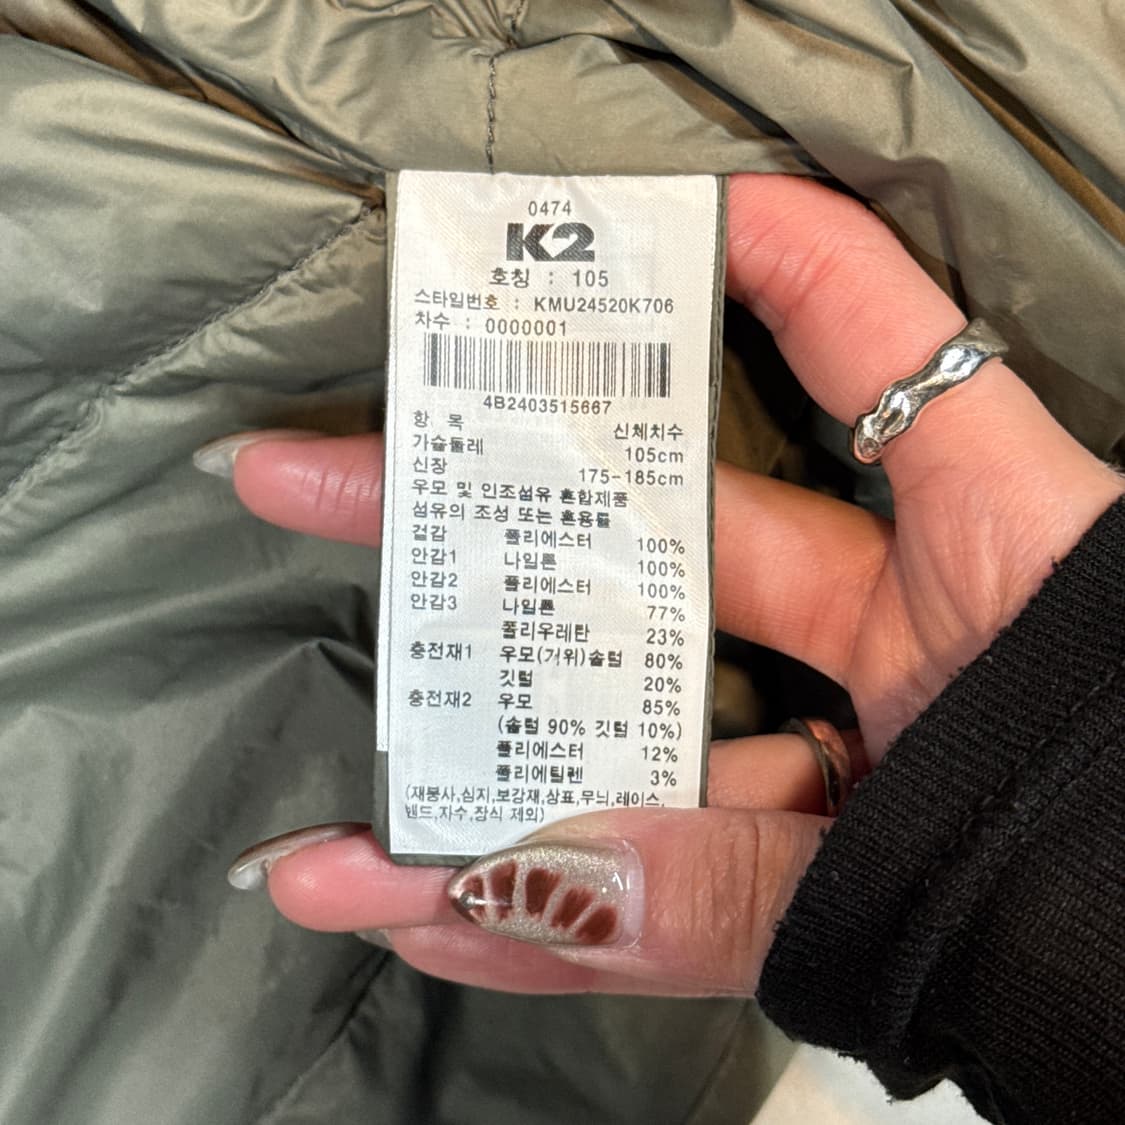 0474
K2
호칭 : 105
스타일번호 : KMU24520K706
차수 : 0000001
4B2403515667
항 목 신체치수
가슴둘레 105cm
신장 175-185cm
우모 및 인조섬유 혼합제품
섬유의 조성 또는 혼용률
겉감 폴리에스터 100%
안감1 나일론 100%
안감2 폴리에스터 100%
안감3 나일론 77%
폴리우레탄 23%
충전재1 우모(거위)솜털 80%
깃털 20%
충전재2 우모 85%
(솜털 90% 깃털 10%)
폴리에스터 12%
폴리에틸렌 3%
(재봉사,심지,보강재,상표,무늬,레이스,
밴드,자수,장식 제외)